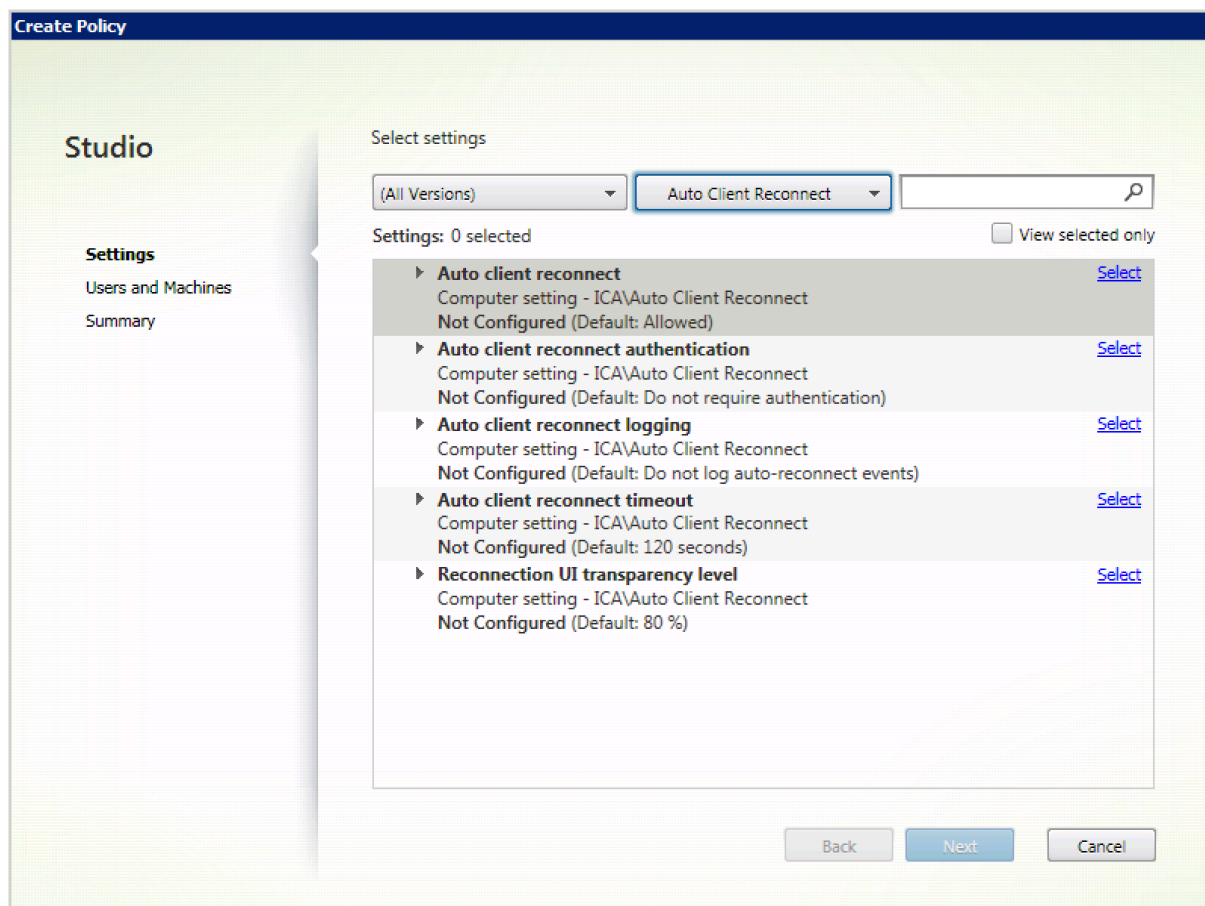 Create Policy
Studio
Settings
Users and Machines
Summary
Select settings
(All Versions)
Auto Client Reconnect
Settings: 0 selected
View selected only
Auto client reconnect
Select
Computer setting - ICA\Auto Client Reconnect
Not Configured (Default: Allowed)
Auto client reconnect authentication
Select
Computer setting - ICA\Auto Client Reconnect
Not Configured (Default: Do not require authentication)
Auto client reconnect logging
Select
Computer setting - ICA\Auto Client Reconnect
Not Configured (Default: Do not log auto-reconnect events)
Auto client reconnect timeout
Select
Computer setting - ICA\Auto Client Reconnect
Not Configured (Default: 120 seconds)
Reconnection UI transparency level
Select
Computer setting - ICA\Auto Client Reconnect
Not Configured (Default: 80 %)
Back
Next
Cancel